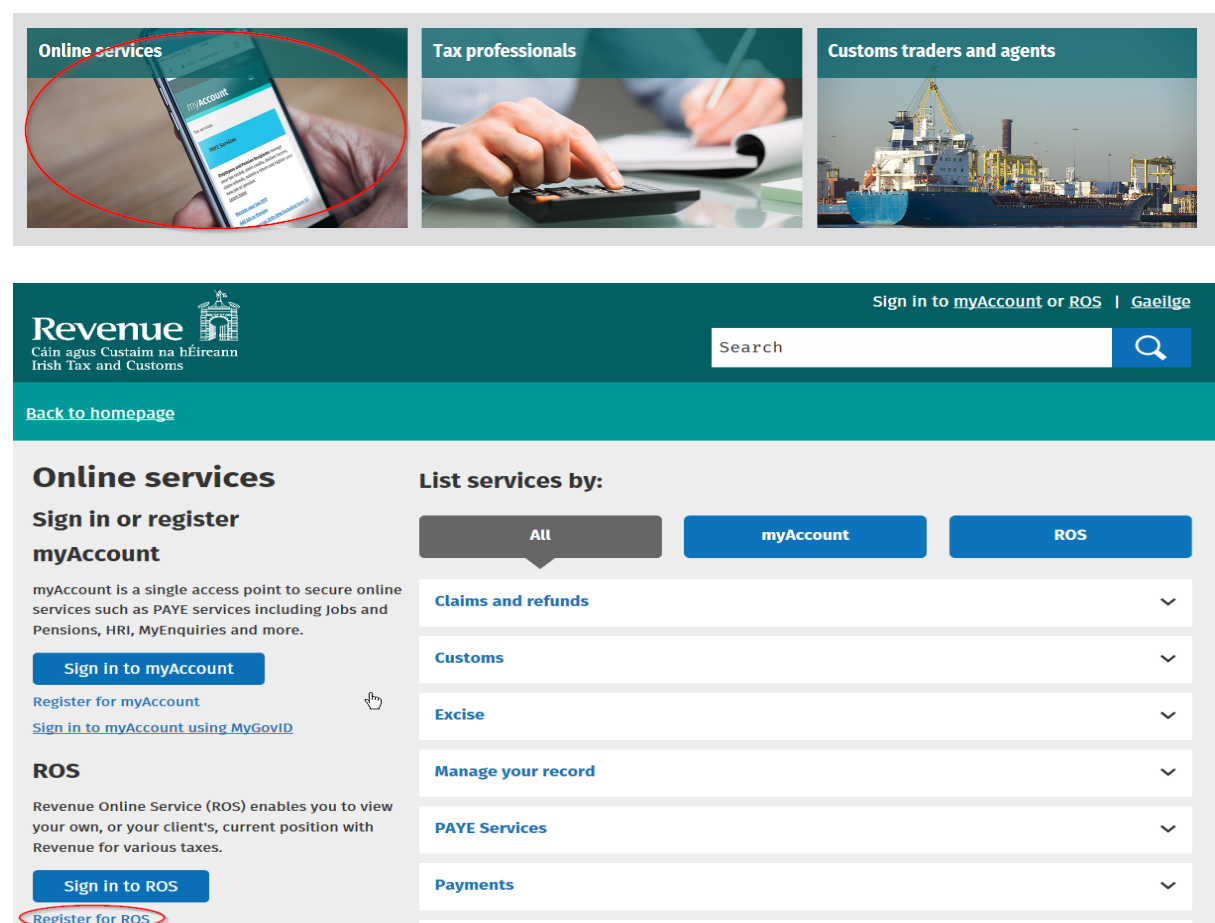 Online services
Tax professionals
Customs traders and agents
myAccount
Tax services
PAYE Services
Learn more
Sign in to myAccount or ROS | Gaeilge
Revenue
Cáin agus Custaim na hÉireann
Irish Tax and Customs
Search
Back to homepage
Online services
Sign in or register
myAccount
myAccount is a single access point to secure online
services such as PAYE services including Jobs and
Pensions, HRI, MyEnquiries and more.
Sign in to myAccount
Register for myAccount
Sign in to myAccount using MyGovID
ROS
Revenue Online Service (ROS) enables you to view
your own, or your client's, current position with
Revenue for various taxes.
Sign in to ROS
Register for ROS
List services by:
All
myAccount
ROS
Claims and refunds
Customs
Excise
Manage your record
PAYE Services
Payments